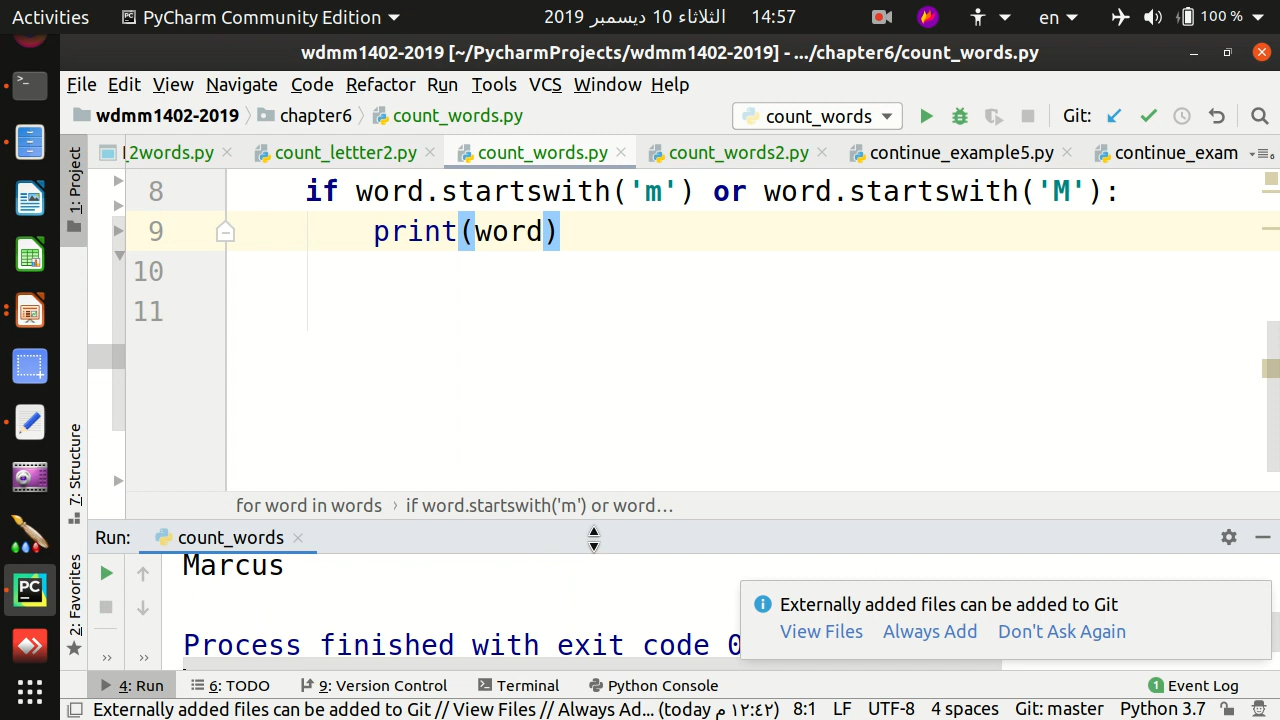 Activities PyCharm Community Edition 2019 الثلاثاء 10 ديسمبر 14:57 en 100 %
wdmm1402-2019 [~/PycharmProjects/wdmm1402-2019] - .../chapter6/count_words.py
File Edit View Navigate Code Refactor Run Tools VCS Window Help
wdmm1402-2019 chapter6 count_words.py count_words Git:
l_2words.py count_lettter2.py count_words.py count_words2.py continue_example5.py continue_exam
1: Project
8 if word.startswith('m') or word.startswith('M'):
9 print(word)
10
11
7: Structure
for word in words › if word.startswith('m') or word...
Run: count_words
2: Favorites
Marcus
Process finished with exit code 0
Externally added files can be added to Git
View Files Always Add Don't Ask Again
4: Run 6: TODO 9: Version Control Terminal Python Console 1 Event Log
Externally added files can be added to Git // View Files // Always Ad... (today ١٢:٤٢ م) 8:1 LF UTF-8 4 spaces Git: master Python 3.7